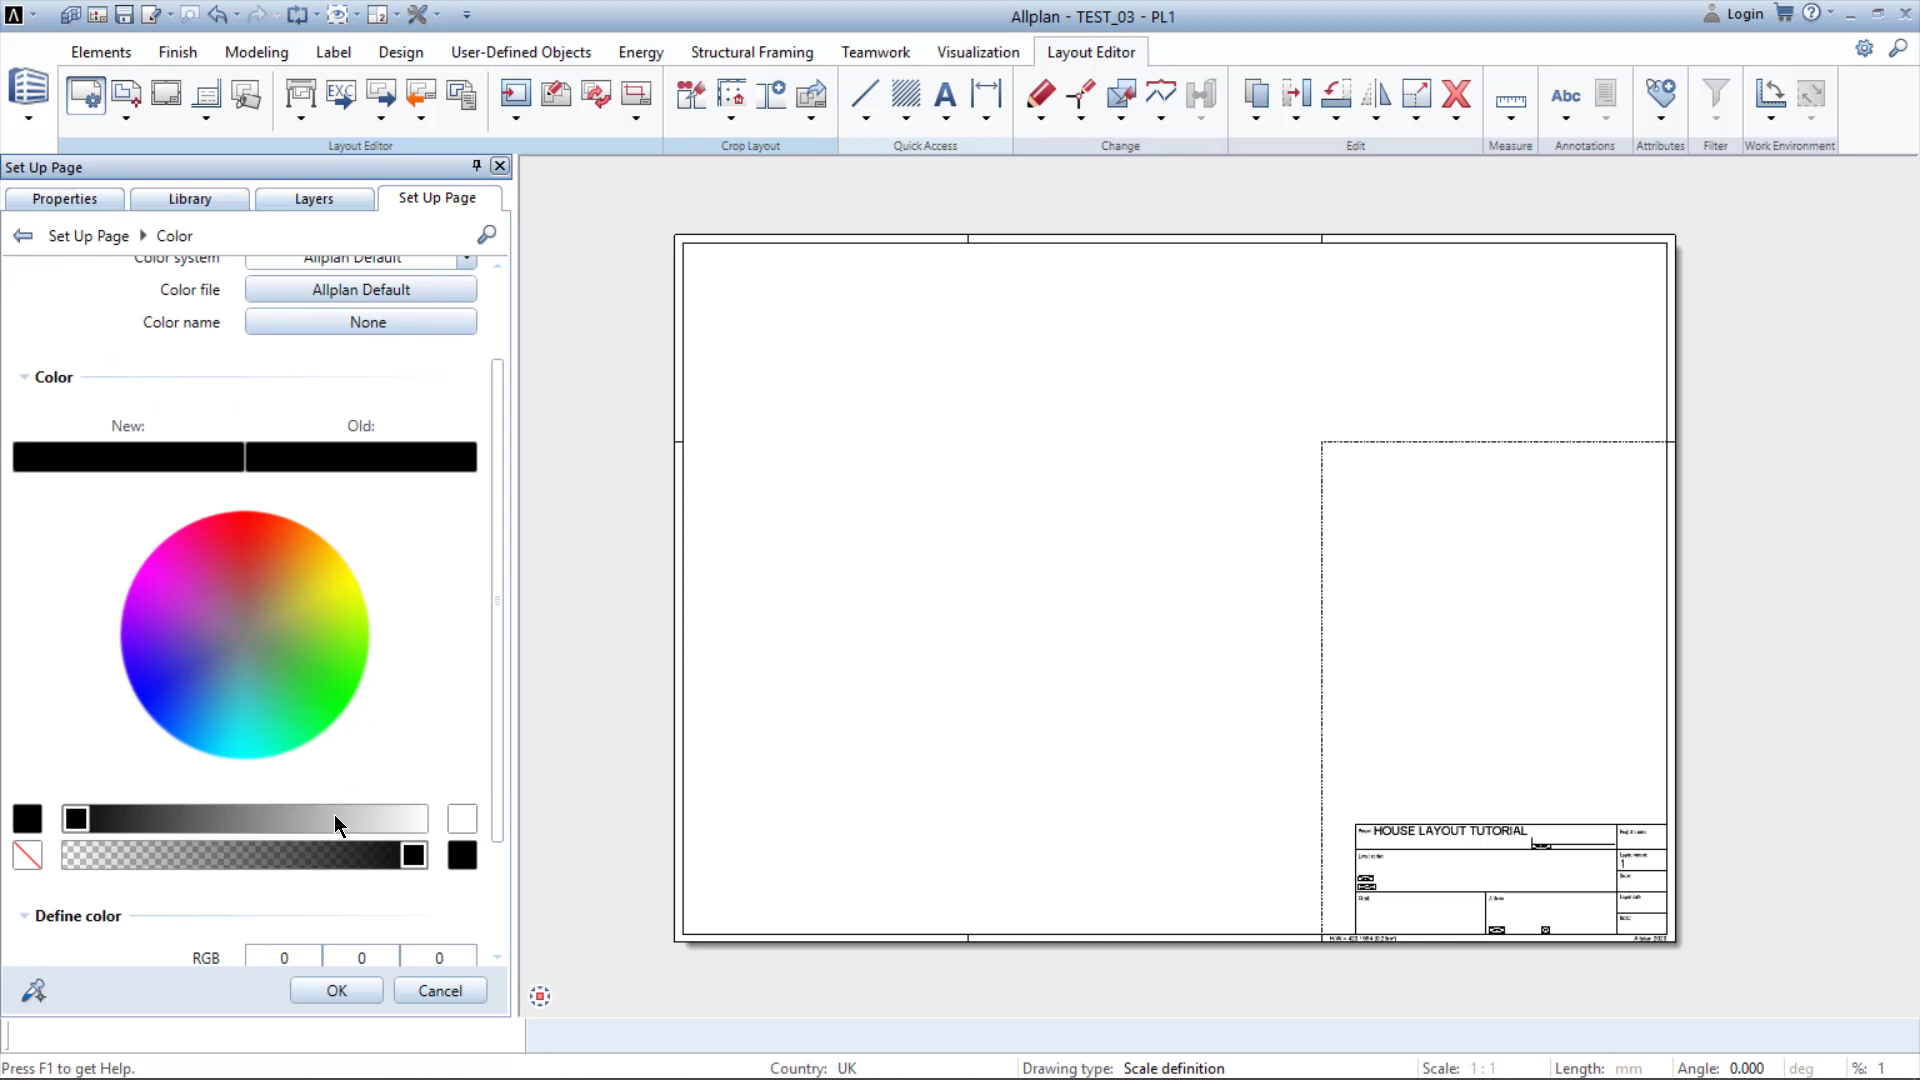 Allplan - TEST_03 - PL1
Login
Elements
Finish
Modeling
Label
Design
User-Defined Objects
Energy
Structural Framing
Teamwork
Visualization
Layout Editor
EXC
Abc
Layout Editor
Crop Layout
Quick Access
Change
Edit
Measure
Annotations
Attributes
Filter
Work Environment
Set Up Page
Properties
Library
Layers
Set Up Page
Set Up Page
Color
Color system
Allplan Default
Color file
Allplan Default
Color name
None
Color
New:
Old:
Define color
RGB
0
0
0
OK
Cancel
HOUSE LAYOUT TUTORIAL
1
Press F1 to get Help.
Country: UK
Drawing type: Scale definition
Scale: 1 : 1
Length: mm
Angle: 0.000
deg
%: 1